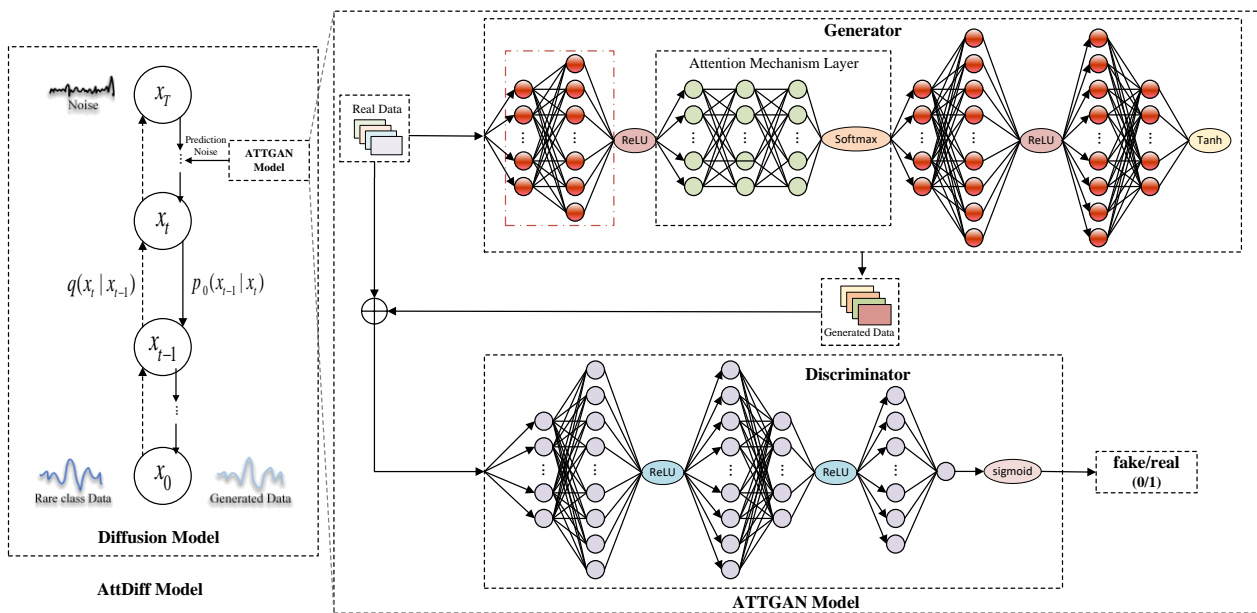 x_T
Noise
Prediction
Noise
⋮
ATTGAN
Model
x_t
q(x_t | x_{t-1})
p_0(x_{t-1} | x_t)
x_{t-1}
⋮
x_0
Rare class Data
Generated Data
Diffusion Model
AttDiff Model
Generator
Real Data
ReLU
Attention Mechanism Layer
Softmax
ReLU
Tanh
Generated Data
Discriminator
ReLU
ReLU
sigmoid
fake/real
(0/1)
ATTGAN Model